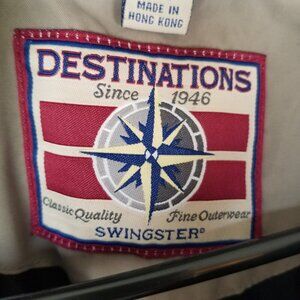 MADE IN
HONG KONG
DESTINATIONS
Since 1946
Classic Quality Fine Outerwear
SWINGSTER®